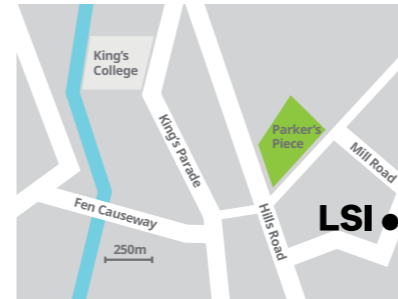 King's
College
King's Parade
Parker's
Piece
Mill Road
Fen Causeway
Hills Road
LSI
250m